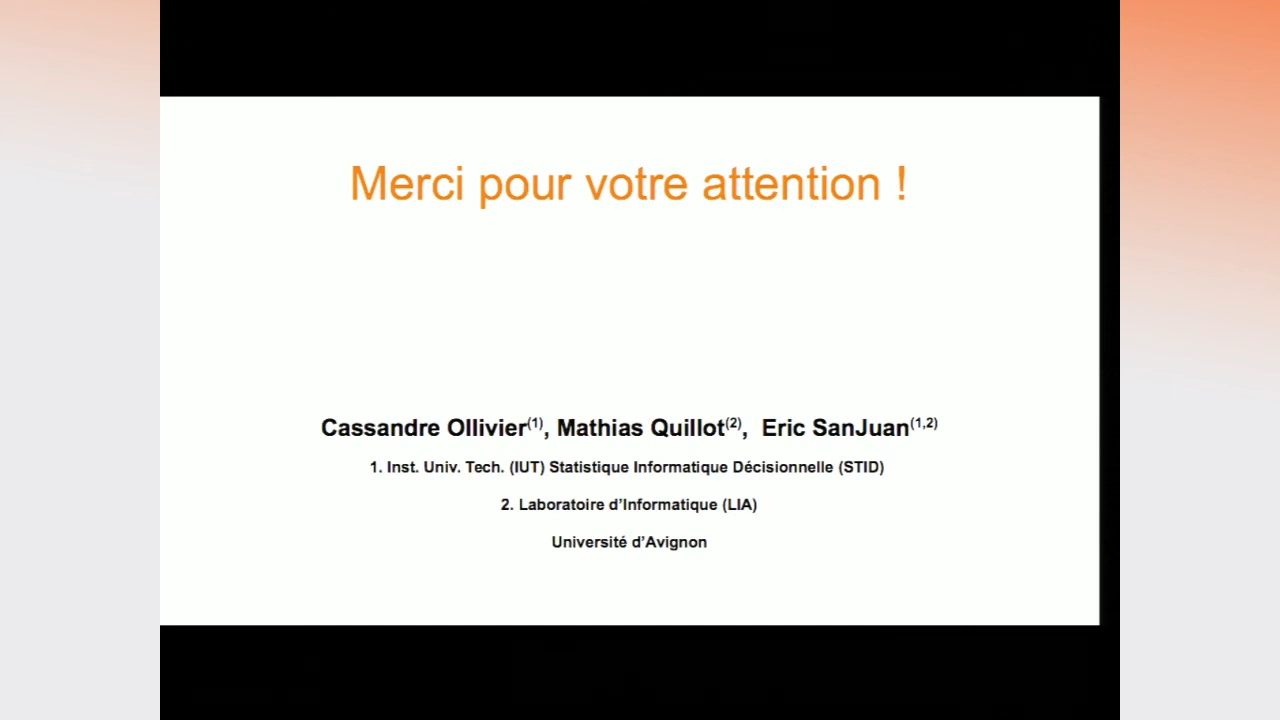 Merci pour votre attention !
Cassandre Ollivier(1), Mathias Quillot(2), Eric SanJuan(1,2)
1. Inst. Univ. Tech. (IUT) Statistique Informatique Décisionnelle (STID)
2. Laboratoire d'Informatique (LIA)
Université d'Avignon